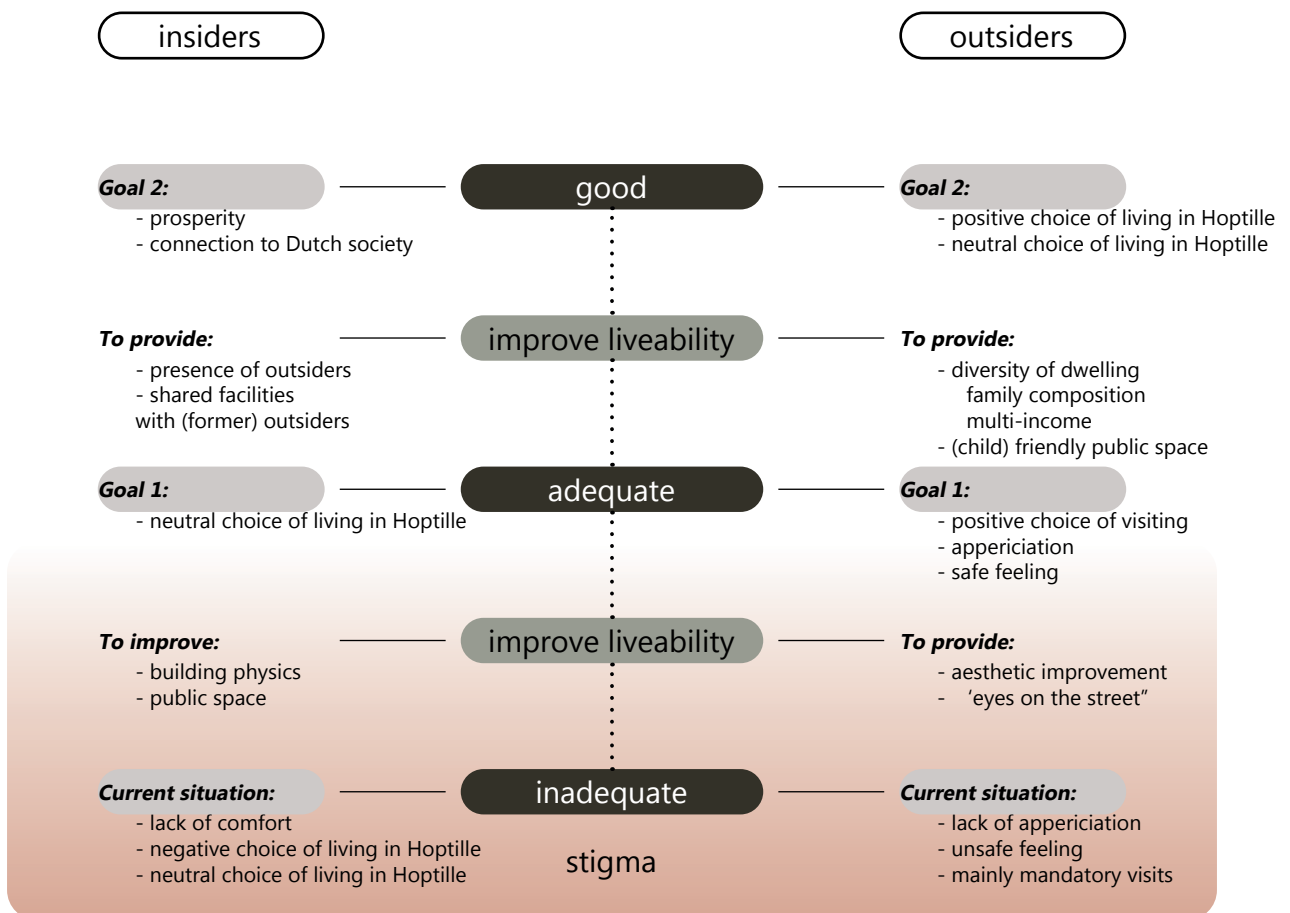 insiders
outsiders
Goal 2:
- prosperity
- connection to Dutch society
good
Goal 2:
- positive choice of living in Hoptille
- neutral choice of living in Hoptille
To provide:
- presence of outsiders
- shared facilities
with (former) outsiders
improve liveability
To provide:
- diversity of dwelling
family composition
multi-income
- (child) friendly public space
Goal 1:
- neutral choice of living in Hoptille
adequate
Goal 1:
- positive choice of visiting
- appericiation
- safe feeling
To improve:
- building physics
- public space
improve liveability
To provide:
- aesthetic improvement
- 'eyes on the street"
Current situation:
- lack of comfort
- negative choice of living in Hoptille
- neutral choice of living in Hoptille
inadequate
stigma
Current situation:
- lack of appericiation
- unsafe feeling
- mainly mandatory visits